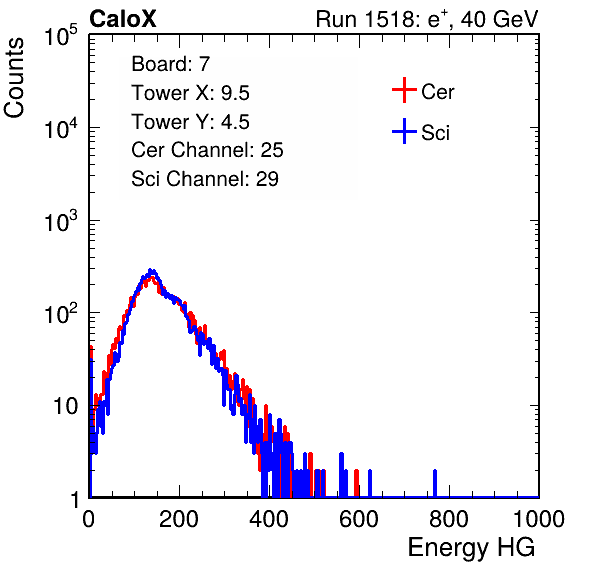 CaloX Run 1518: e⁺, 40 GeV
Counts
10⁵
10⁴
10³
10²
10
1
Board: 7
Tower X: 9.5
Tower Y: 4.5
Cer Channel: 25
Sci Channel: 29
Cer
Sci
0 200 400 600 800 1000
Energy HG